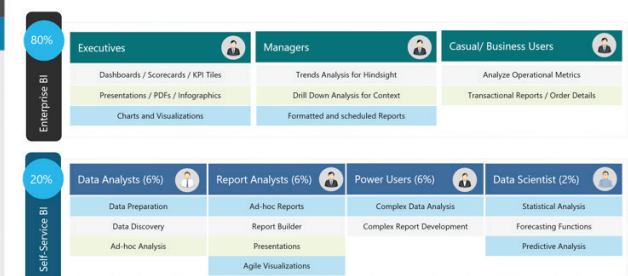 80%
Enterprise BI
Executives
Dashboards / Scorecards / KPI Tiles
Presentations / PDFs / Infographics
Charts and Visualizations
Managers
Trends Analysis for Hindsight
Drill Down Analysis for Context
Formatted and scheduled Reports
Casual/ Business Users
Analyze Operational Metrics
Transactional Reports / Order Details
20%
Self-Service BI
Data Analysts (6%)
Data Preparation
Data Discovery
Ad-hoc Analysis
Report Analysts (6%)
Ad-hoc Reports
Report Builder
Presentations
Agile Visualizations
Power Users (6%)
Complex Data Analysis
Complex Report Development
Data Scientist (2%)
Statistical Analysis
Forecasting Functions
Predictive Analysis